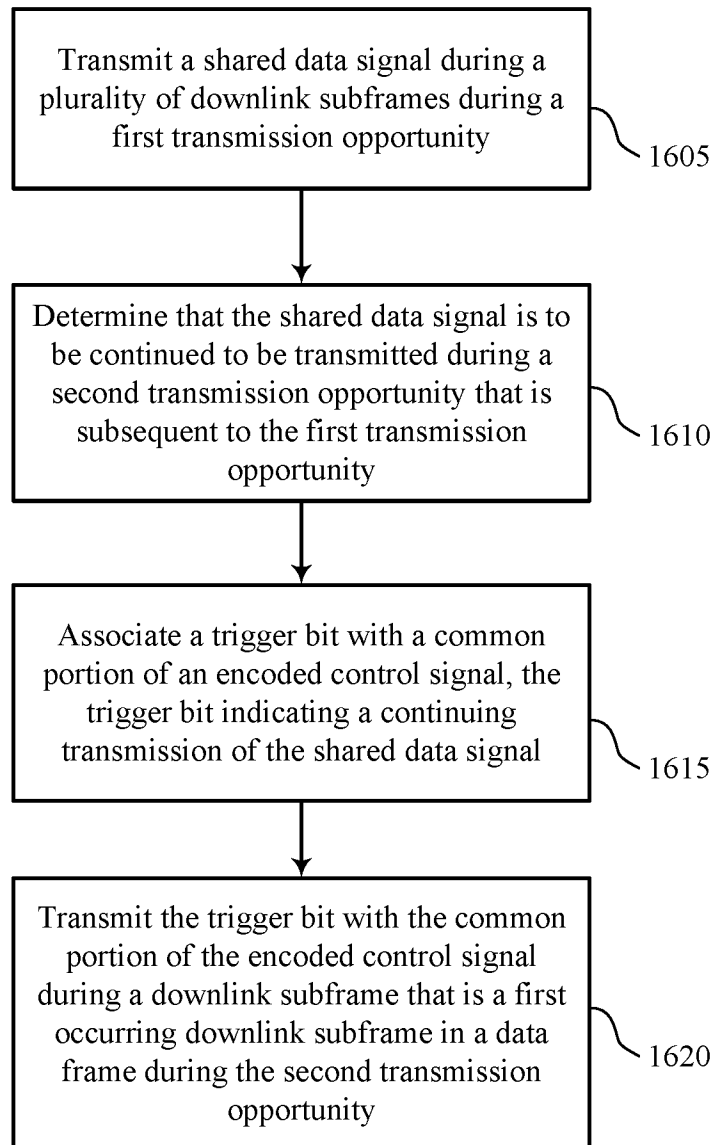 Transmit a shared data signal during a
plurality of downlink subframes during a
first transmission opportunity
1605
Determine that the shared data signal is to
be continued to be transmitted during a
second transmission opportunity that is
subsequent to the first transmission
opportunity
1610
Associate a trigger bit with a common
portion of an encoded control signal, the
trigger bit indicating a continuing
transmission of the shared data signal
1615
Transmit the trigger bit with the common
portion of the encoded control signal
during a downlink subframe that is a first
occurring downlink subframe in a data
frame during the second transmission
opportunity
1620